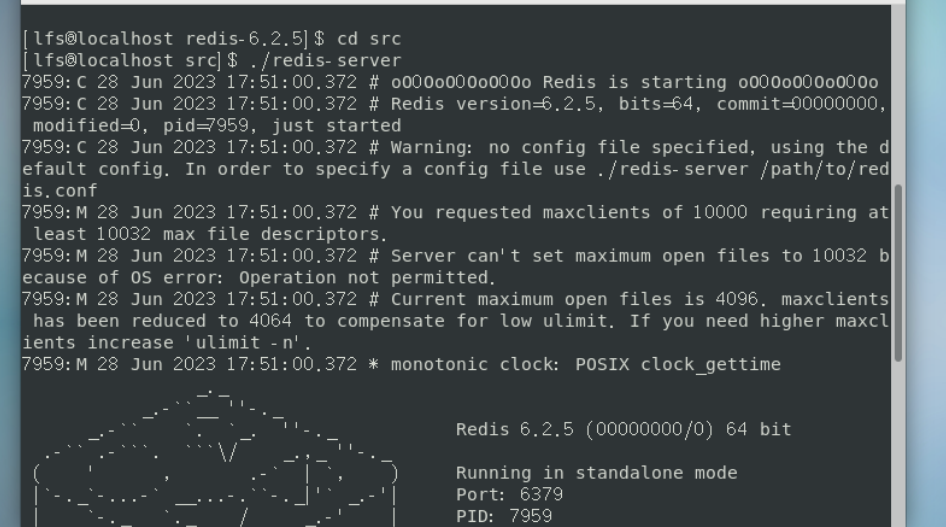 [lfs@localhost redis-6.2.5]$ cd src
[lfs@localhost src]$ ./redis-server
7959:C 28 Jun 2023 17:51:00.372 # oO0OoO0OoO0Oo Redis is starting oO0OoO0OoO0Oo
7959:C 28 Jun 2023 17:51:00.372 # Redis version=6.2.5, bits=64, commit=00000000,
 modified=0, pid=7959, just started
7959:C 28 Jun 2023 17:51:00.372 # Warning: no config file specified, using the d
efault config. In order to specify a config file use ./redis-server /path/to/red
is.conf
7959:M 28 Jun 2023 17:51:00.372 # You requested maxclients of 10000 requiring at
 least 10032 max file descriptors.
7959:M 28 Jun 2023 17:51:00.372 # Server can't set maximum open files to 10032 b
ecause of OS error: Operation not permitted.
7959:M 28 Jun 2023 17:51:00.372 # Current maximum open files is 4096. maxclients
 has been reduced to 4064 to compensate for low ulimit. If you need higher maxcl
ients increase 'ulimit -n'.
7959:M 28 Jun 2023 17:51:00.372 * monotonic clock: POSIX clock_gettime
Redis 6.2.5 (00000000/0) 64 bit
Running in standalone mode
Port: 6379
PID: 7959